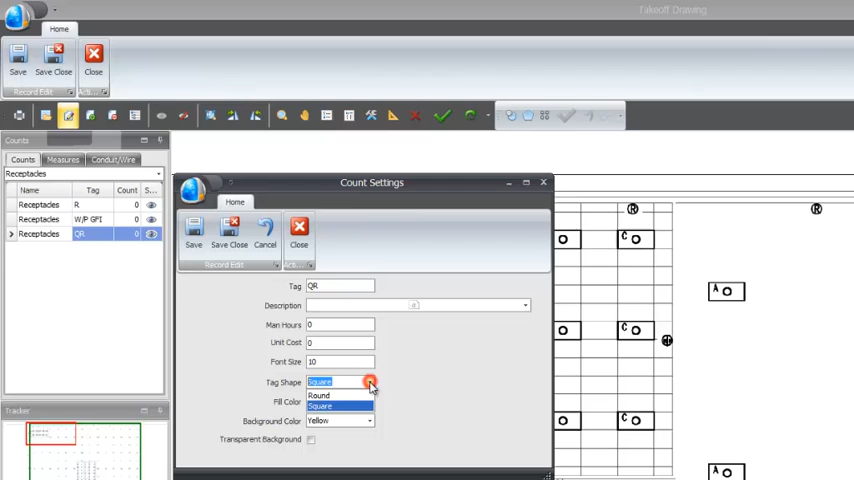 Takeoff Drawing
Home
Save
Save Close
Close
Record Edit
Acti...
Counts
Counts
Measures
Conduit/Wire
Receptacles
Name
Tag
Count
S...
Receptacles
R
0
Receptacles
W/P GFI
0
Receptacles
QR
0
Tracker
Count Settings
Home
Save
Save Close
Cancel
Close
Record Edit
Acti...
Tag
QR
Description
Man Hours
0
Unit Cost
0
Font Size
10
Tag Shape
Square
Round
Square
Fill Color
Background Color
Yellow
Transparent Background
R
R
C
C
C
A
A